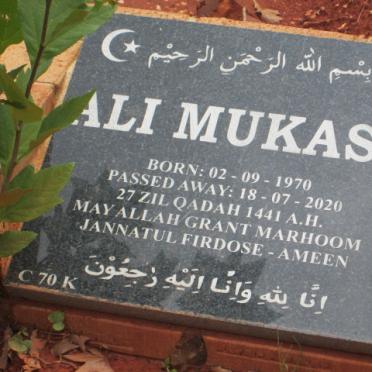 بِسْمِ اللهِ الرَّحْمَنِ الرَّحِيْمِ
ALI MUKAS
BORN: 02 - 09 - 1970
PASSED AWAY: 18 - 07 - 2020
27 ZIL QADAH 1441 A.H.
MAY ALLAH GRANT MARHOOM
JANNATUL FIRDOSE - AMEEN
اِنَّا لِلّٰهِ وَاِنَّا اِلَيْهِ رٰجِعُوْنَ
C 70 K